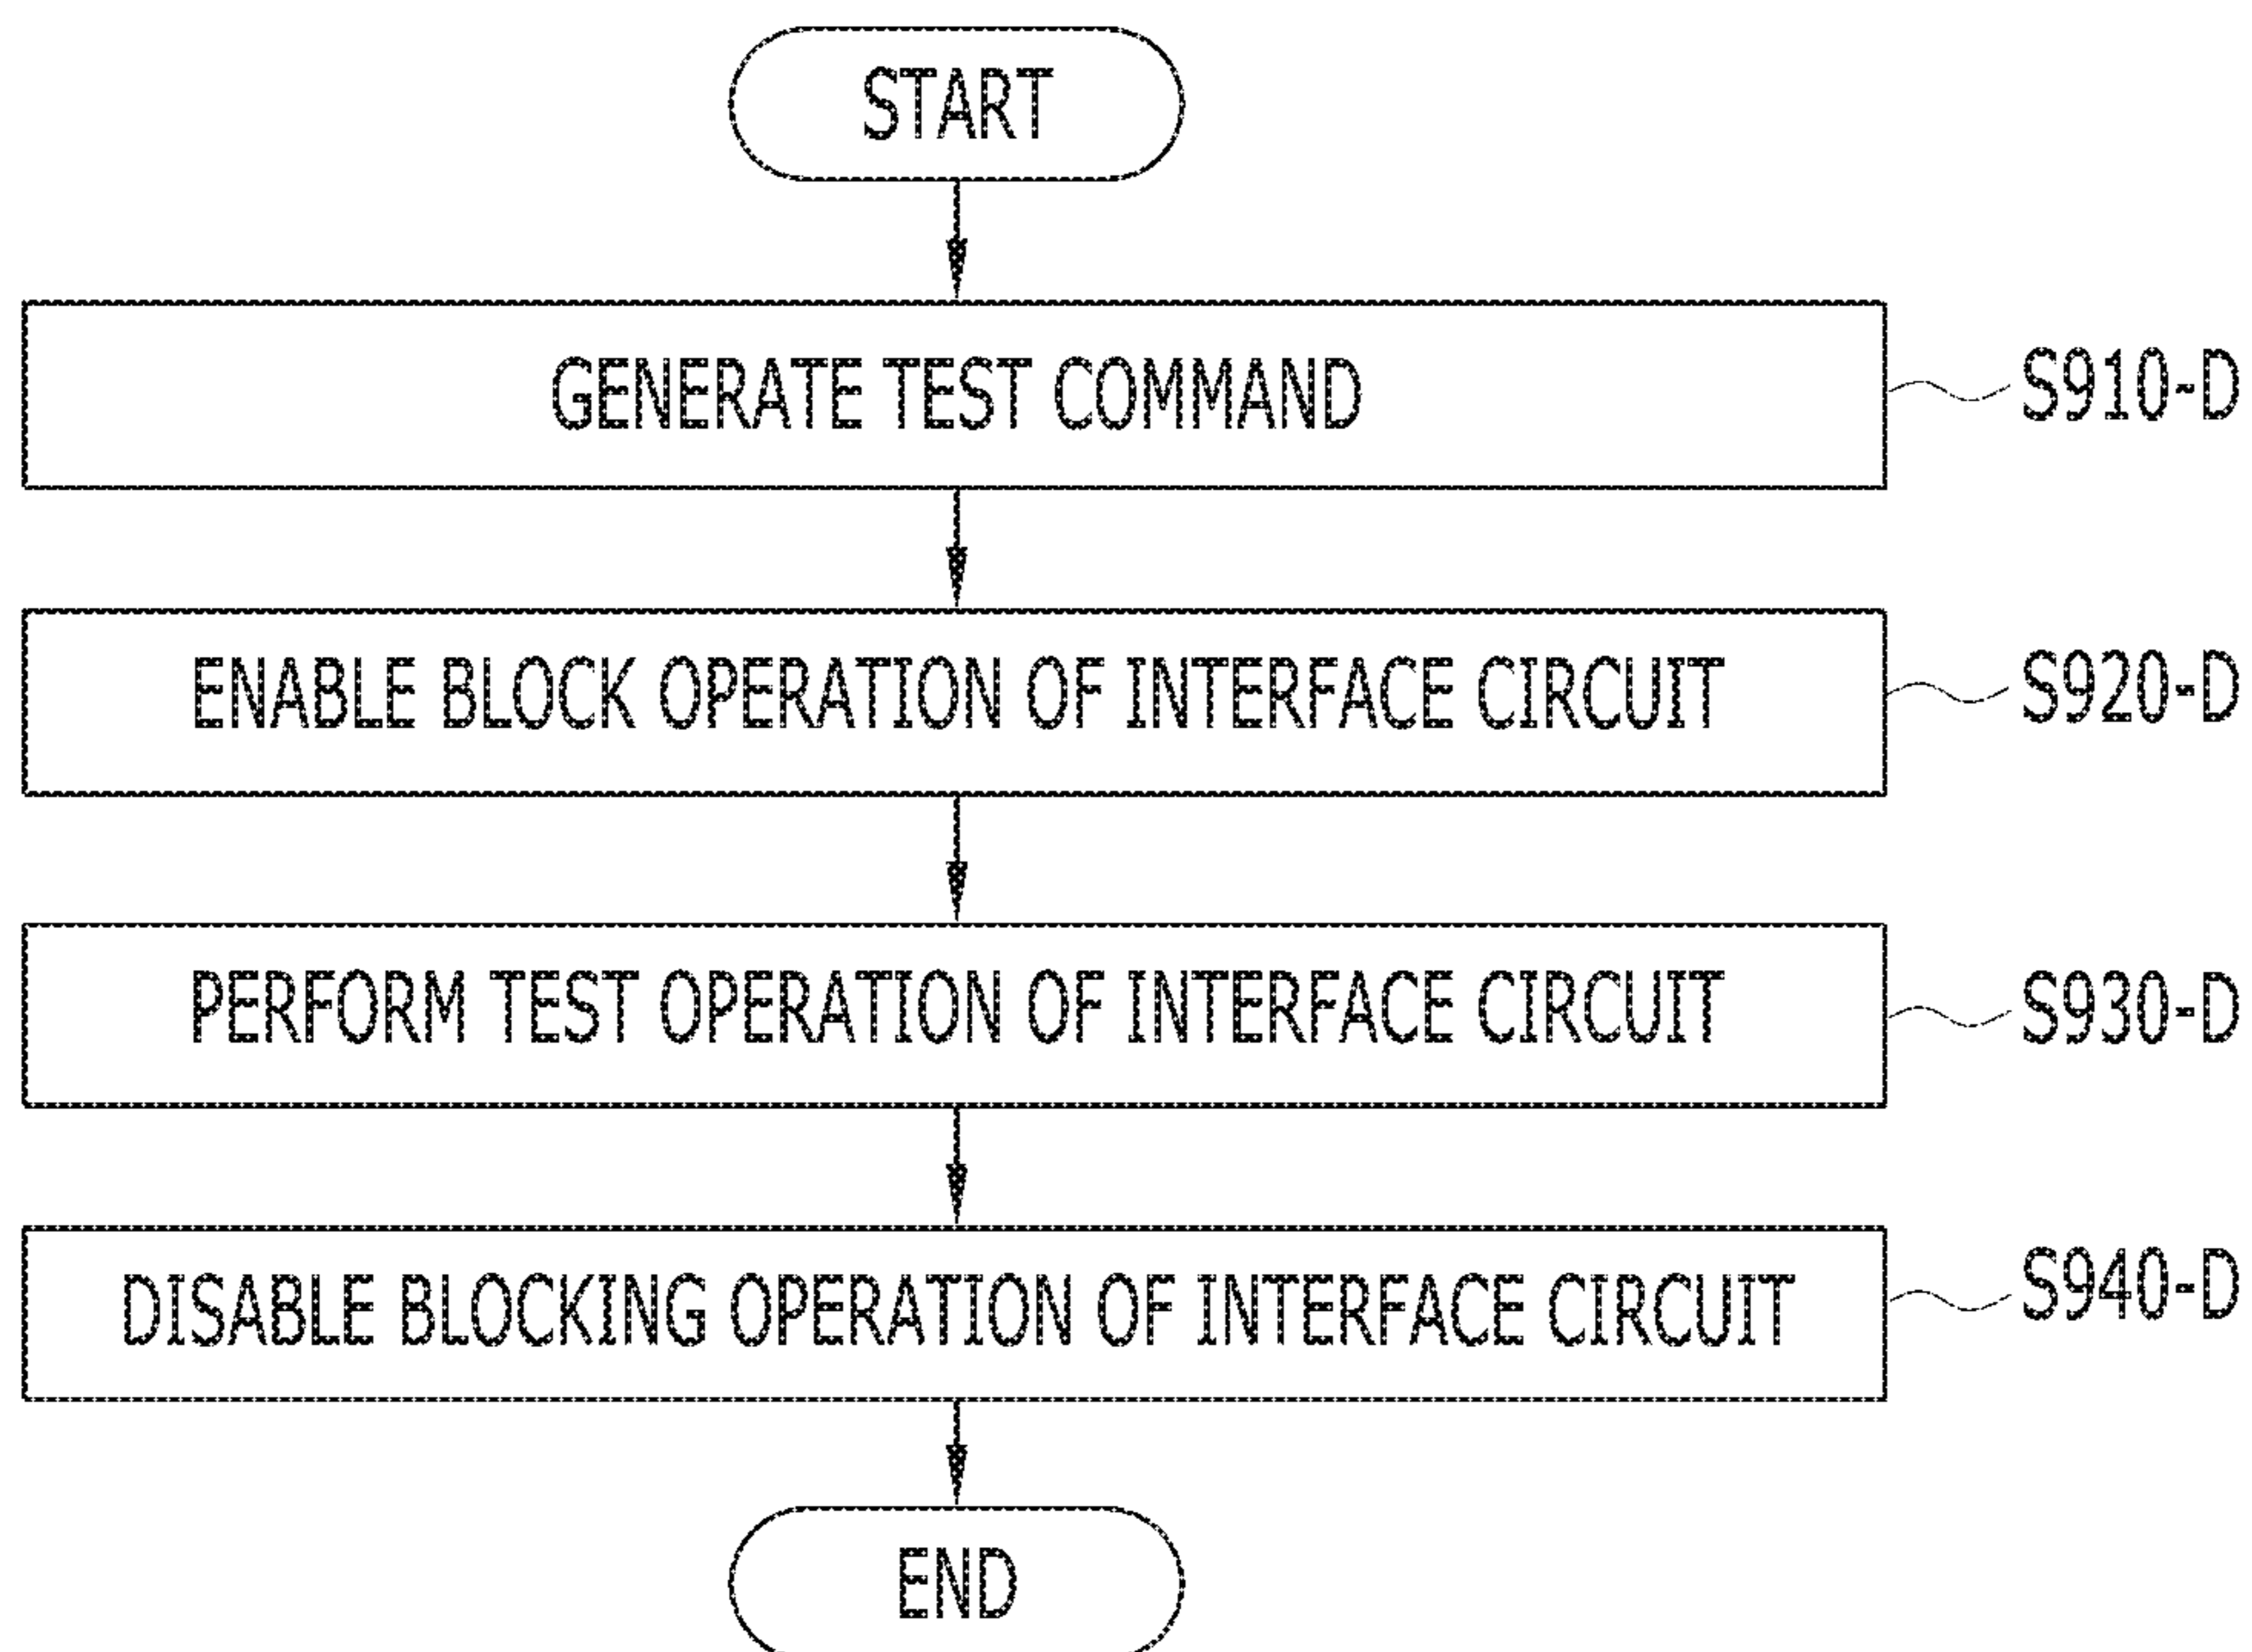 START
GENERATE TEST COMMAND
S910-D
ENABLE BLOCK OPERATION OF INTERFACE CIRCUIT
S920-D
PERFORM TEST OPERATION OF INTERFACE CIRCUIT
S930-D
DISABLE BLOCKING OPERATION OF INTERFACE CIRCUIT
S940-D
END